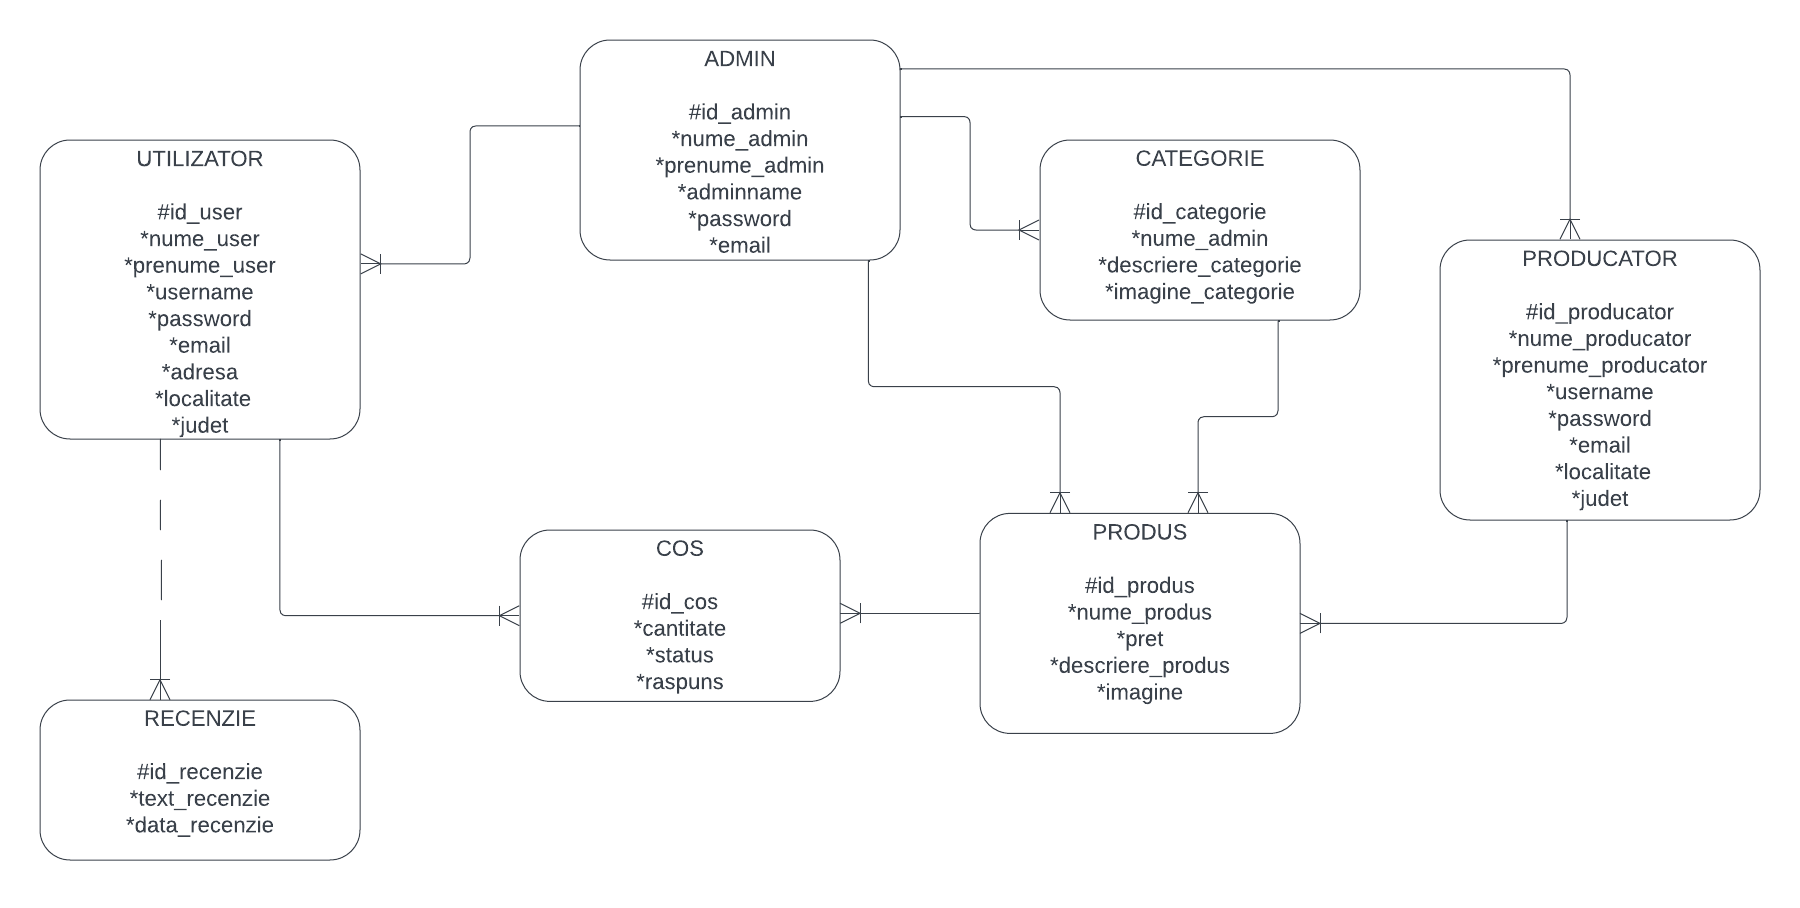 ADMIN
#id_admin
*nume_admin
*prenume_admin
*adminname
*password
*email
UTILIZATOR
#id_user
*nume_user
*prenume_user
*username
*password
*email
*adresa
*localitate
*judet
CATEGORIE
#id_categorie
*nume_admin
*descriere_categorie
*imagine_categorie
PRODUCATOR
#id_producator
*nume_producator
*prenume_producator
*username
*password
*email
*localitate
*judet
COS
#id_cos
*cantitate
*status
*raspuns
PRODUS
#id_produs
*nume_produs
*pret
*descriere_produs
*imagine
RECENZIE
#id_recenzie
*text_recenzie
*data_recenzie